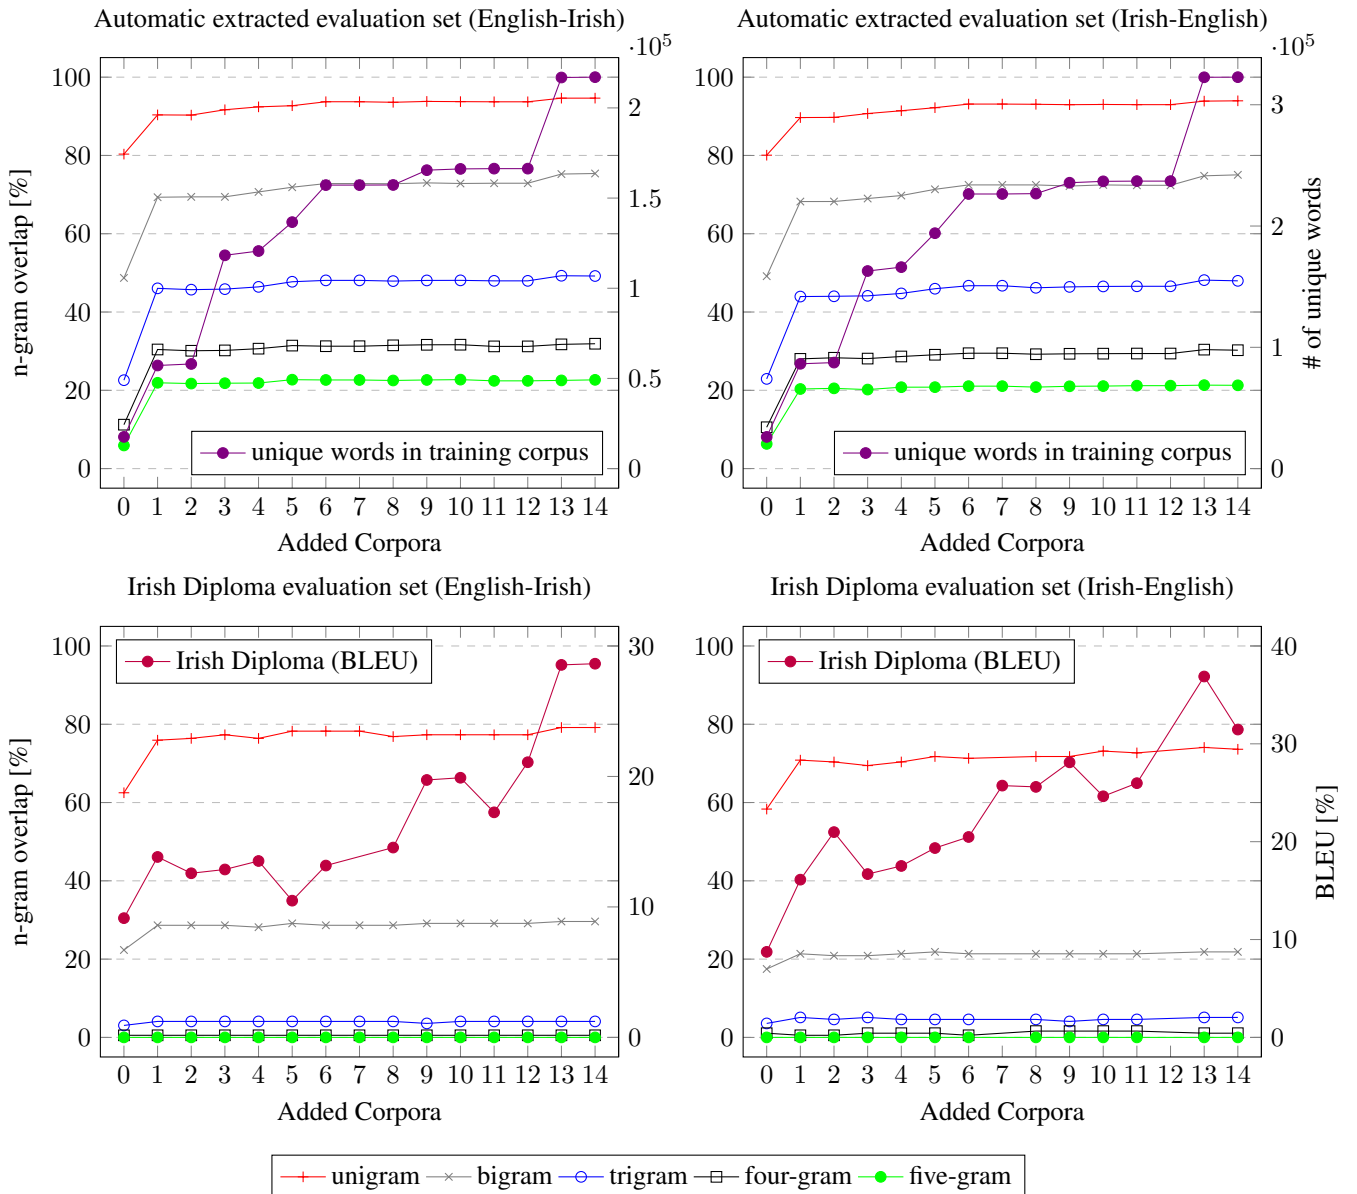 Automatic extracted evaluation set (English-Irish)
·10^5
n-gram overlap [%]
100
80
60
40
20
0
2
1.5
1
0.5
0
unique words in training corpus
0 1 2 3 4 5 6 7 8 9 10 11 12 13 14
Added Corpora
Automatic extracted evaluation set (Irish-English)
·10^5
100
80
60
40
20
0
3
2
1
0
# of unique words
unique words in training corpus
0 1 2 3 4 5 6 7 8 9 10 11 12 13 14
Added Corpora
Irish Diploma evaluation set (English-Irish)
n-gram overlap [%]
100
80
60
40
20
0
30
20
10
0
Irish Diploma (BLEU)
0 1 2 3 4 5 6 7 8 9 10 11 12 13 14
Added Corpora
Irish Diploma evaluation set (Irish-English)
100
80
60
40
20
0
40
30
20
10
0
BLEU [%]
Irish Diploma (BLEU)
0 1 2 3 4 5 6 7 8 9 10 11 12 13 14
Added Corpora
unigram bigram trigram four-gram five-gram